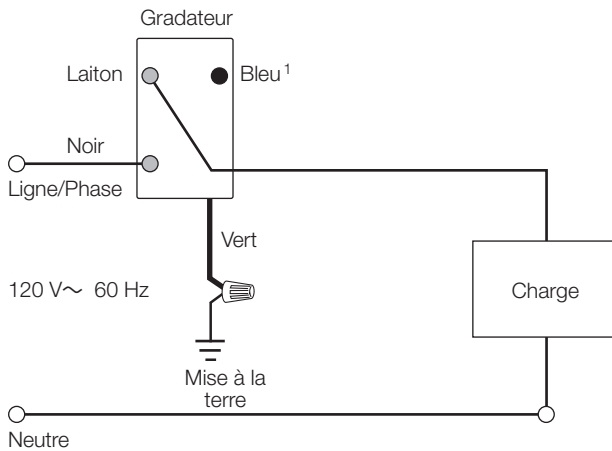 Gradateur
Laiton
Bleu¹
Noir
Ligne/Phase
Vert
120 V~ 60 Hz
Charge
Mise à la
terre
Neutre